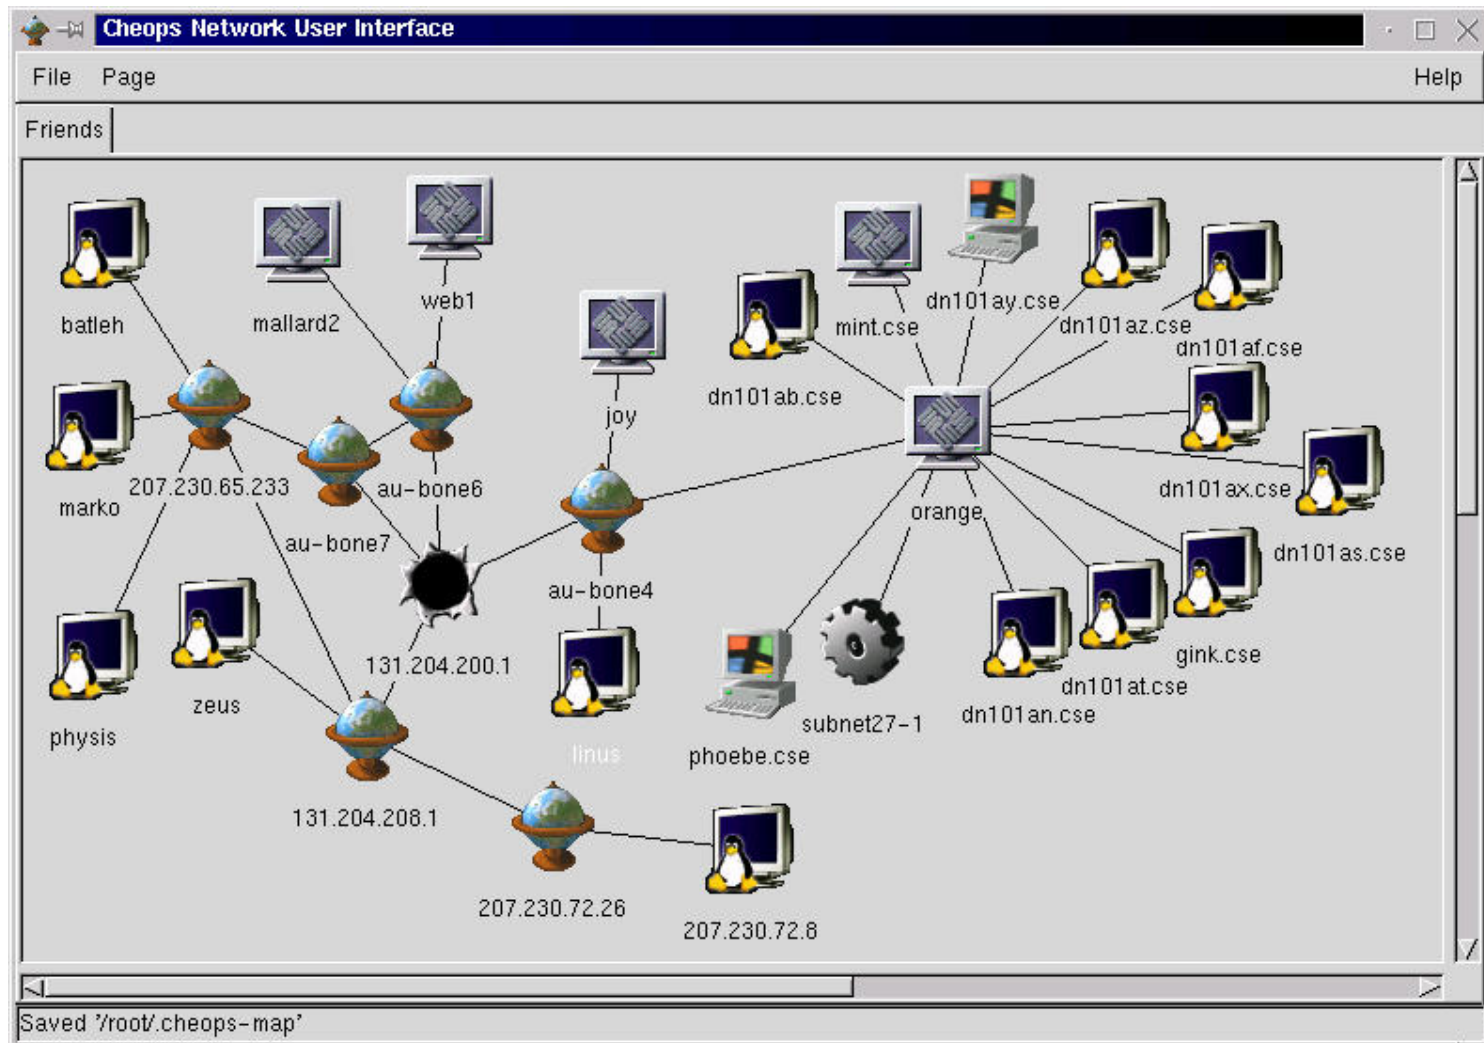 Cheops Network User Interface
File Page Help
Friends
batleh
mallard2
web1
joy
mint.cse
dn101ay.cse
dn101az.cse
dn101af.cse
dn101ab.cse
marko
207.230.65.233
au-bone7
au-bone6
orange
dn101ax.cse
dn101as.cse
au-bone4
131.204.200.1
physis
zeus
linus
phoebe.cse
subnet27-1
dn101an.cse
dn101at.cse
gink.cse
131.204.208.1
207.230.72.26
207.230.72.8
Saved '/root/.cheops-map'